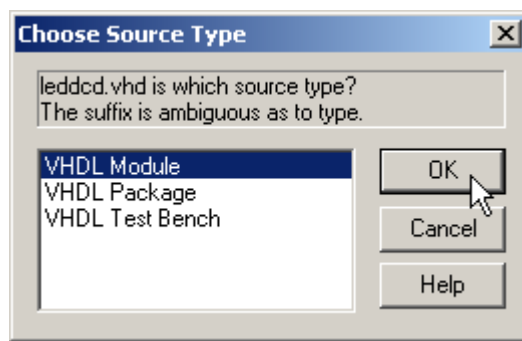 Choose Source Type
leddcd.vhd is which source type?
The suffix is ambiguous as to type.
VHDL Module
VHDL Package
VHDL Test Bench
OK
Cancel
Help